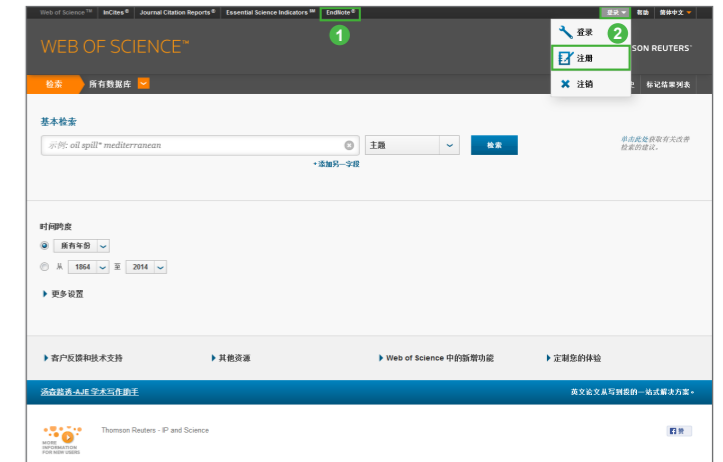 Web of Science™ InCites® Journal Citation Reports® Essential Science Indicators℠ EndNote® 登录 帮助 简体中文
1
登录 2
WEB OF SCIENCE™ SON REUTERS™
注册
检索 所有数据库 注销 标记结果列表
基本检索
示例: oil spill* mediterranean 主题 检索 单击此处获取有关改善
检索的建议。
+添加另一字段
时间跨度
所有年份
从 1864 至 2014
更多设置
客户反馈和技术支持 其他资源 Web of Science 中的新增功能 定制您的体验
汤森路透-AJE 学术写作助手 英文论文从写到投的一站式解决方案
Thomson Reuters - IP and Science 赞
MORE
INFORMATION
FOR NEW USERS